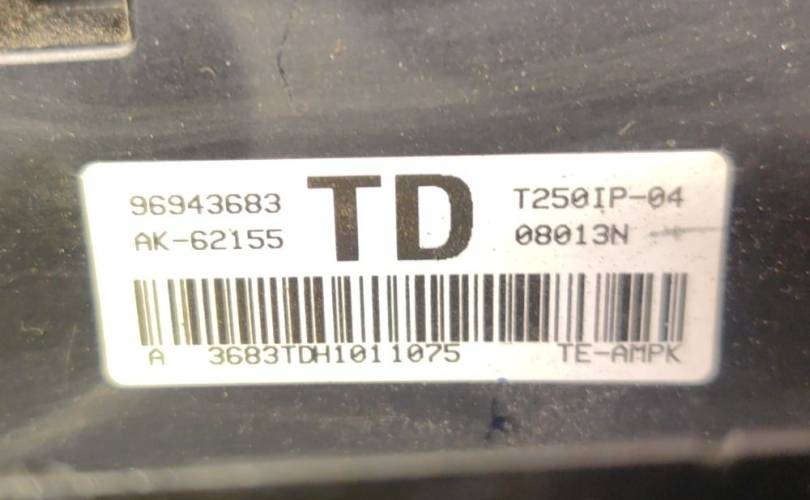 96943683 TD T250IP-04
AK-62155 08013N
A 3683TDH1011075 TE-AMPK